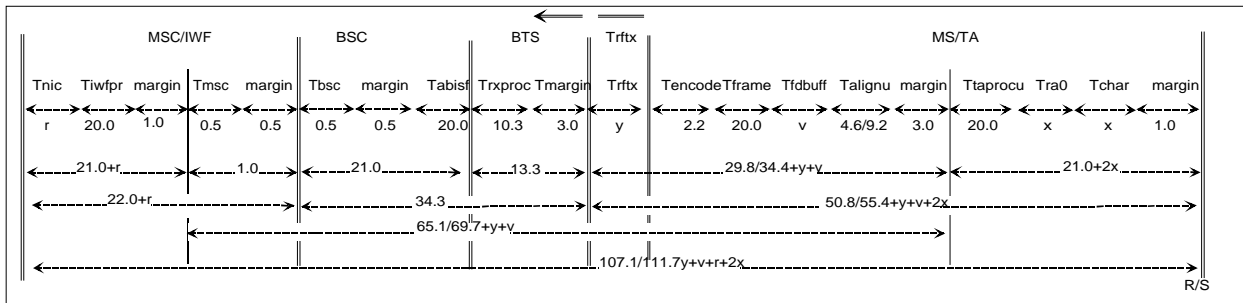 MSC/IWF BSC BTS Trftx MS/TA
Tnic Tiwfpr margin Tmsc margin Tbsc margin Tabisf Trxproc Tmargin Trftx Tencode Tframe Tfdbuff Talignu margin Ttaprocu Tra0 Tchar margin
r 20.0 1.0 0.5 0.5 0.5 0.5 20.0 10.3 3.0 y 2.2 20.0 v 4.6/9.2 3.0 20.0 x x 1.0
21.0+r 1.0 21.0 13.3 29.8/34.4+y+v 21.0+2x
22.0+r 34.3 50.8/55.4+y+v+2x
65.1/69.7+y+v
107.1/111.7y+v+r+2x
R/S